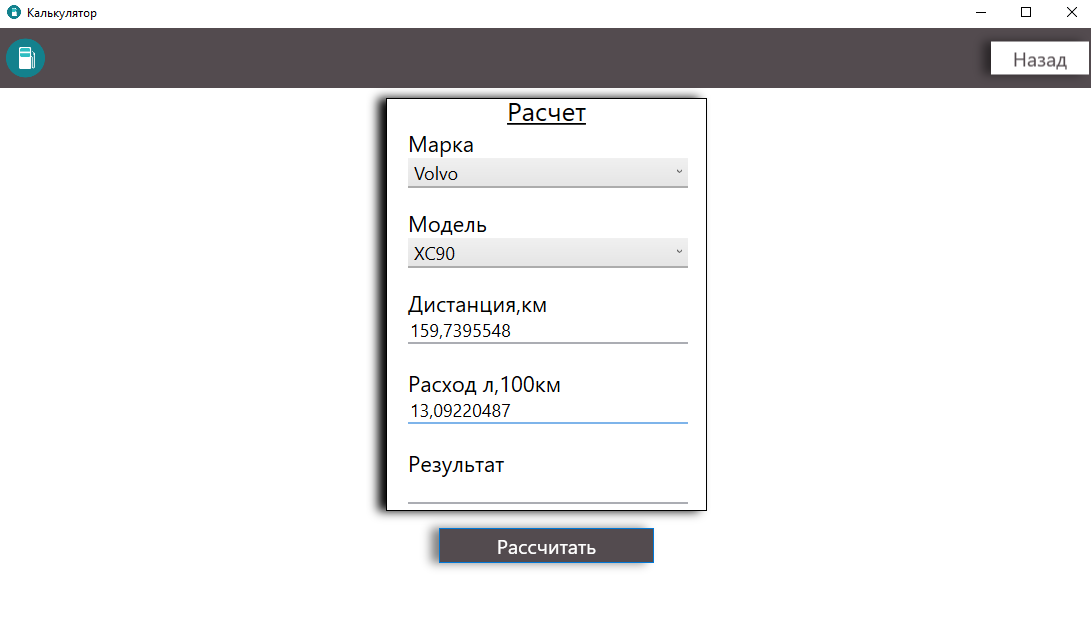 Калькулятор
Назад
Расчет
Марка
Volvo
Модель
XC90
Дистанция,км
159,7395548
Расход л,100км
13,09220487
Результат
Рассчитать